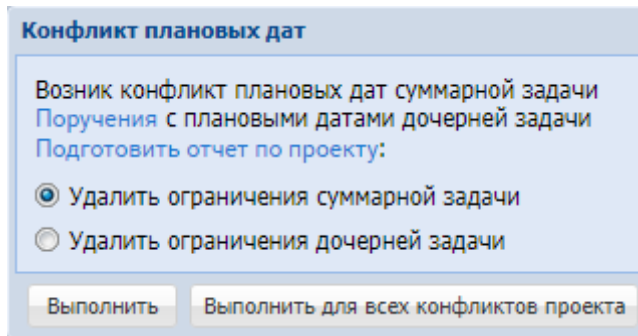 Конфликт плановых дат
Возник конфликт плановых дат суммарной задачи
Поручения с плановыми датами дочерней задачи
Подготовить отчет по проекту:
Удалить ограничения суммарной задачи
Удалить ограничения дочерней задачи
Выполнить Выполнить для всех конфликтов проекта